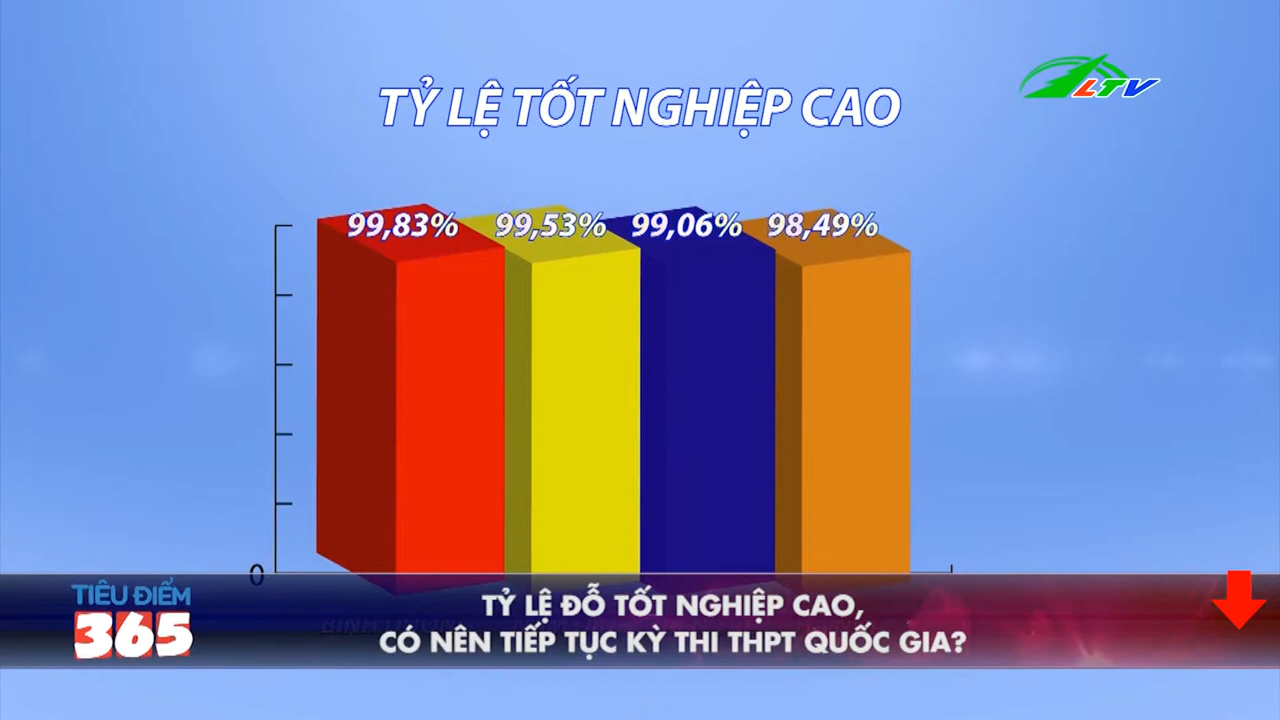 LTV
TỶ LỆ TỐT NGHIỆP CAO
99,83% 99,53% 99,06% 98,49%
0
TIÊU ĐIỂM
365
TỶ LỆ ĐỖ TỐT NGHIỆP CAO,
CÓ NÊN TIẾP TỤC KỲ THI THPT QUỐC GIA?